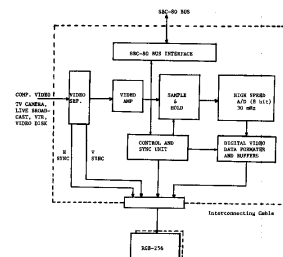 SBC-80 BUS
SBC-80 BUS INTERFACE
COMP. VIDEO
TV CAMERA,
LIVE BROAD-
CAST, VTR,
VIDEO DISK
VIDEO
SEP.
VIDEO
AMP
SAMPLE
&
HOLD
HIGH SPEED
A/D (8 bit)
30 mHz
H
SYNC
V
SYNC
CONTROL AND
SYNC UNIT
DIGITAL VIDEO
DATA FORMATER
AND BUFFERS
Interconnecting Cable
RGB-256